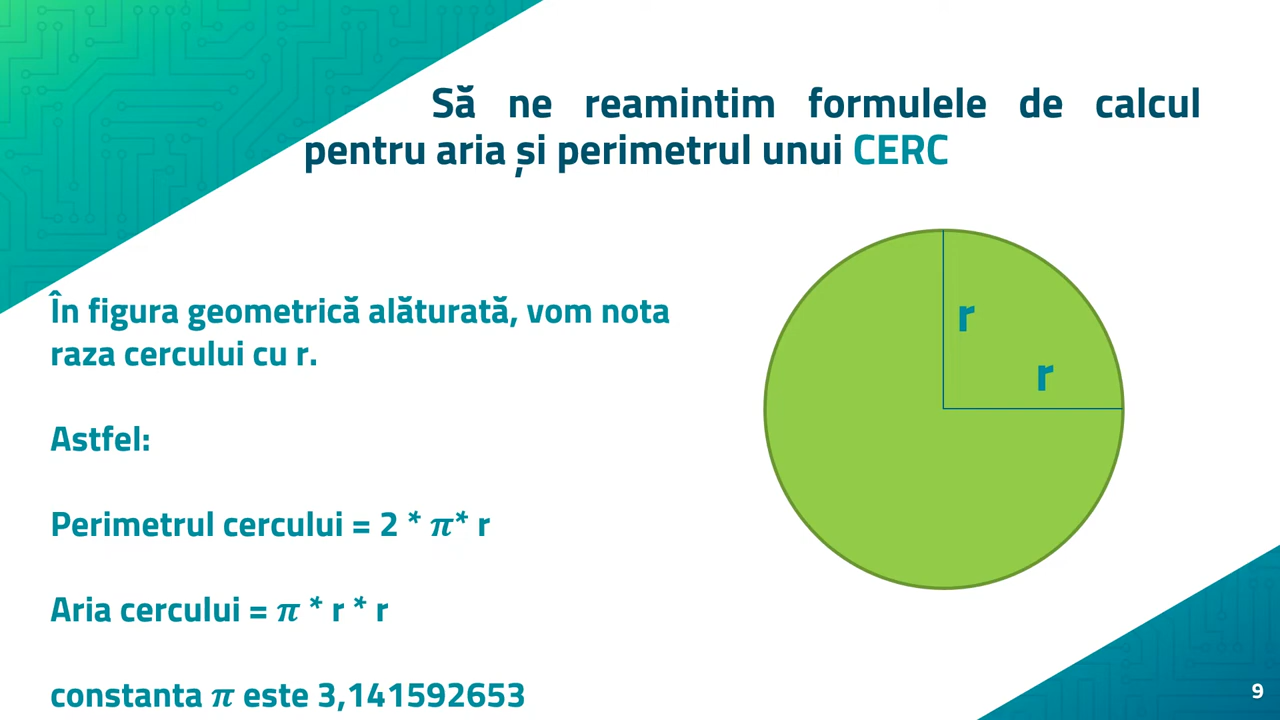 Să ne reamintim formulele de calcul
pentru aria și perimetrul unui CERC
În figura geometrică alăturată, vom nota
raza cercului cu r.
Astfel:
Perimetrul cercului = 2 * π* r
Aria cercului = π * r * r
constanta π este 3,141592653
r
r
9